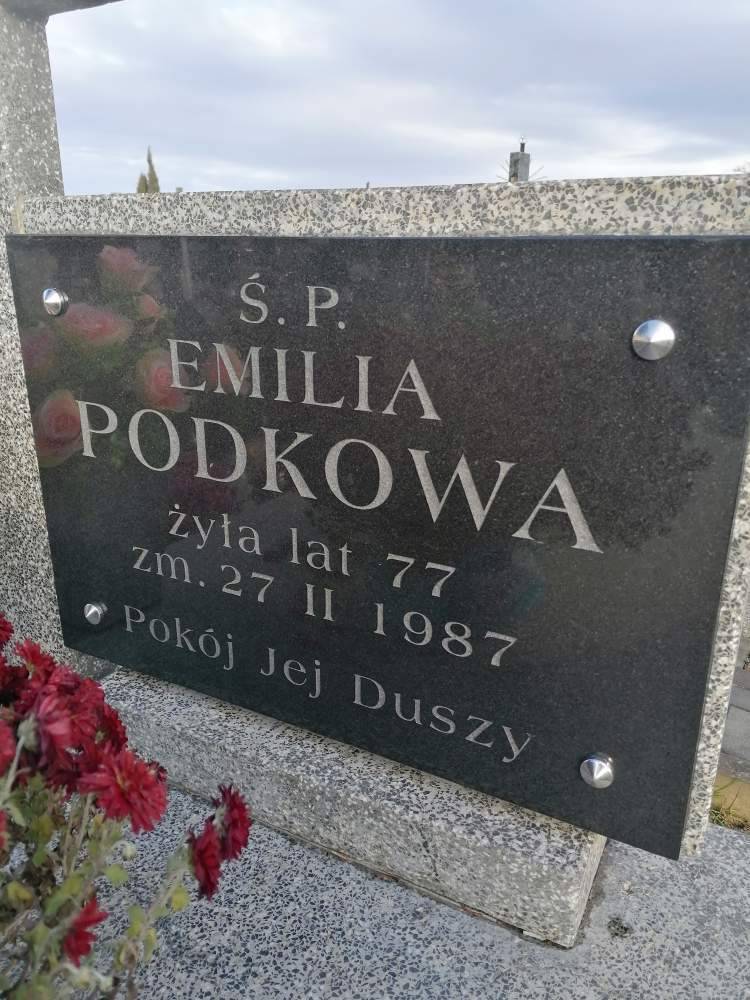 Ś. P.
EMILIA
PODKOWA
żyła lat 77
zm. 27 II 1987
Pokój Jej Duszy